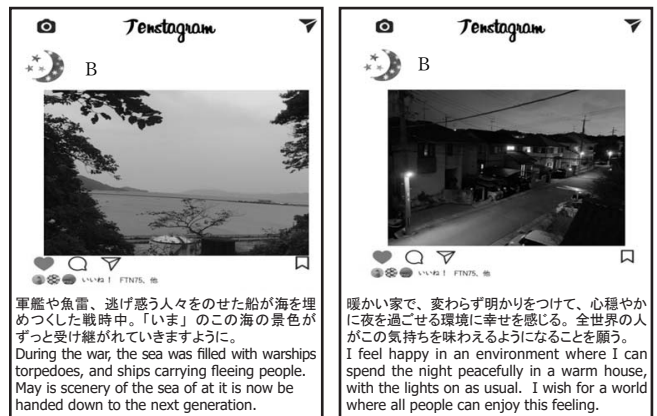 Tenstagram
B
いいね！ FTN75、他
軍艦や魚雷、逃げ惑う人々をのせた船が海を埋
めつくした戦時中。「いま」のこの海の景色が
ずっと受け継がれていきますように。
During the war, the sea was filled with warships
torpedoes, and ships carrying fleeing people.
May is scenery of the sea of at it is now be
handed down to the next generation.
Tenstagram
B
いいね！ FTN75、他
暖かい家で、変わらず明かりをつけて、心穏やか
に夜を過ごせる環境に幸せを感じる。全世界の人
がこの気持ちを味わえるようになることを願う。
I feel happy in an environment where I can
spend the night peacefully in a warm house,
with the lights on as usual. I wish for a world
where all people can enjoy this feeling.